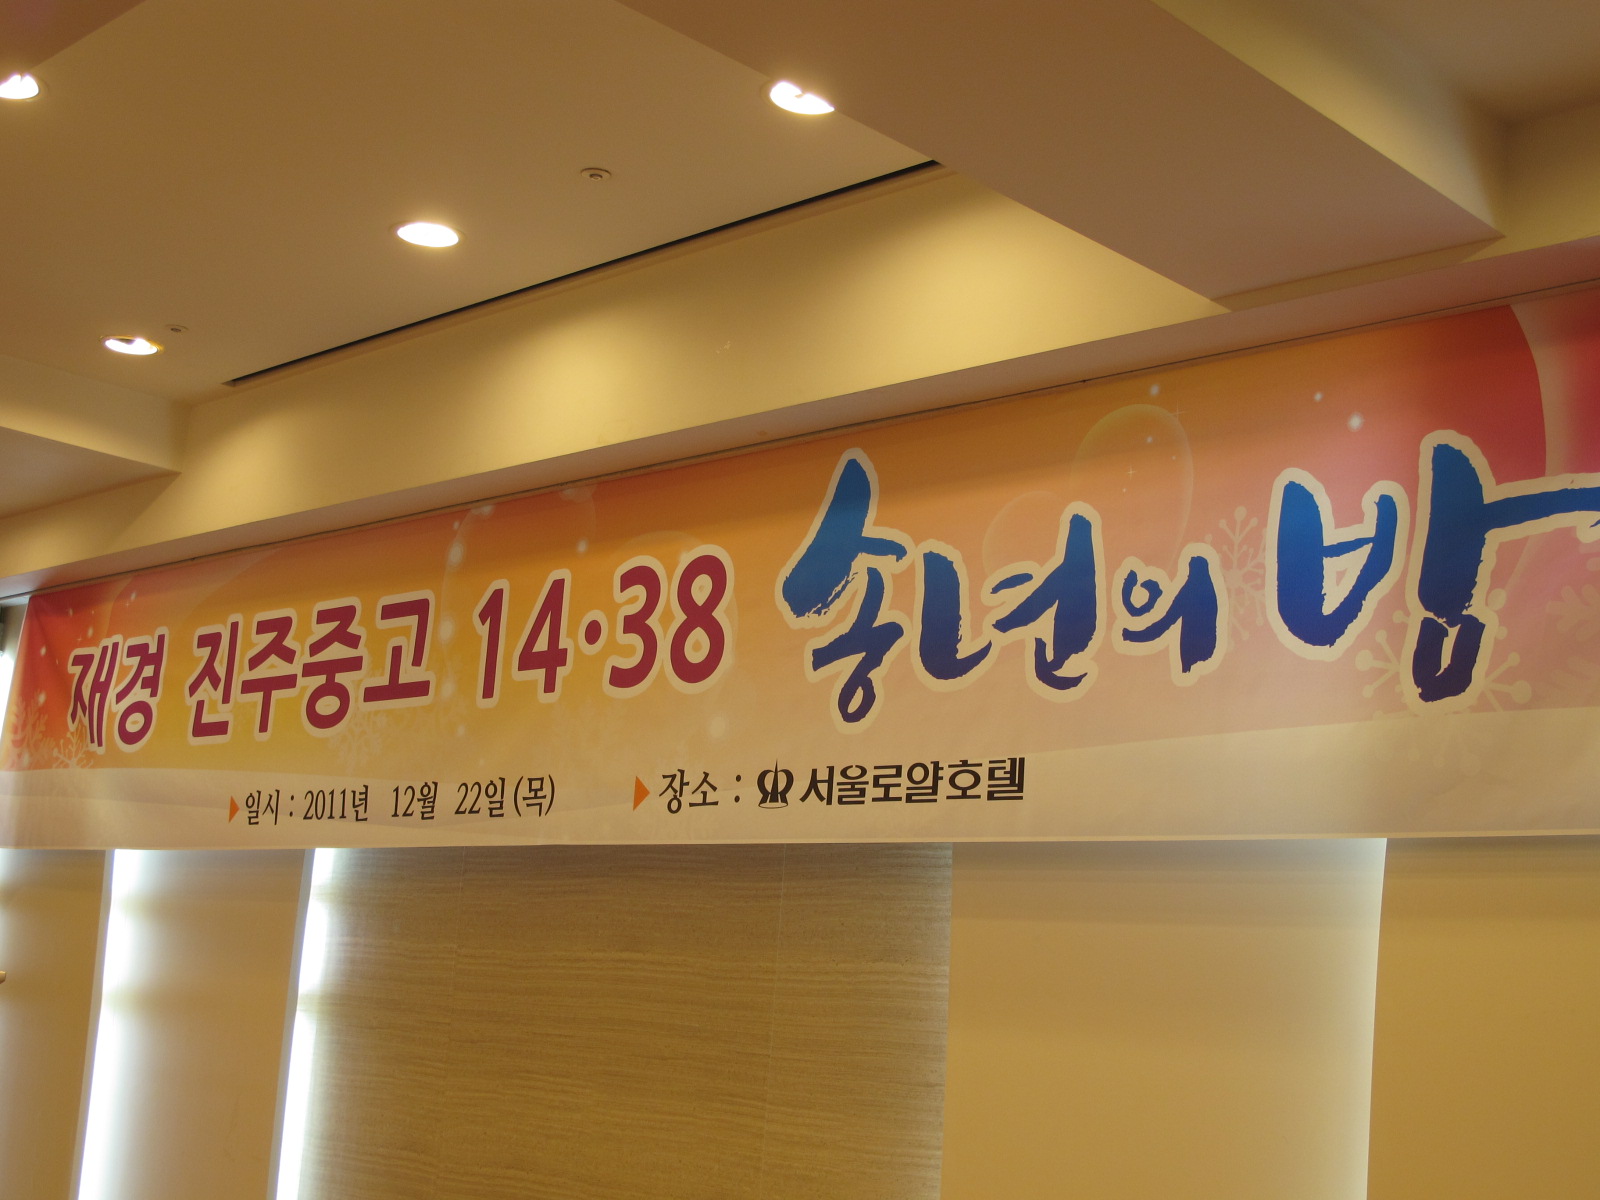 재경 진주중고 14·38 송년의 밤
▶일시 : 2011년 12월 22일(목) ▶장소 : 서울로얄호텔